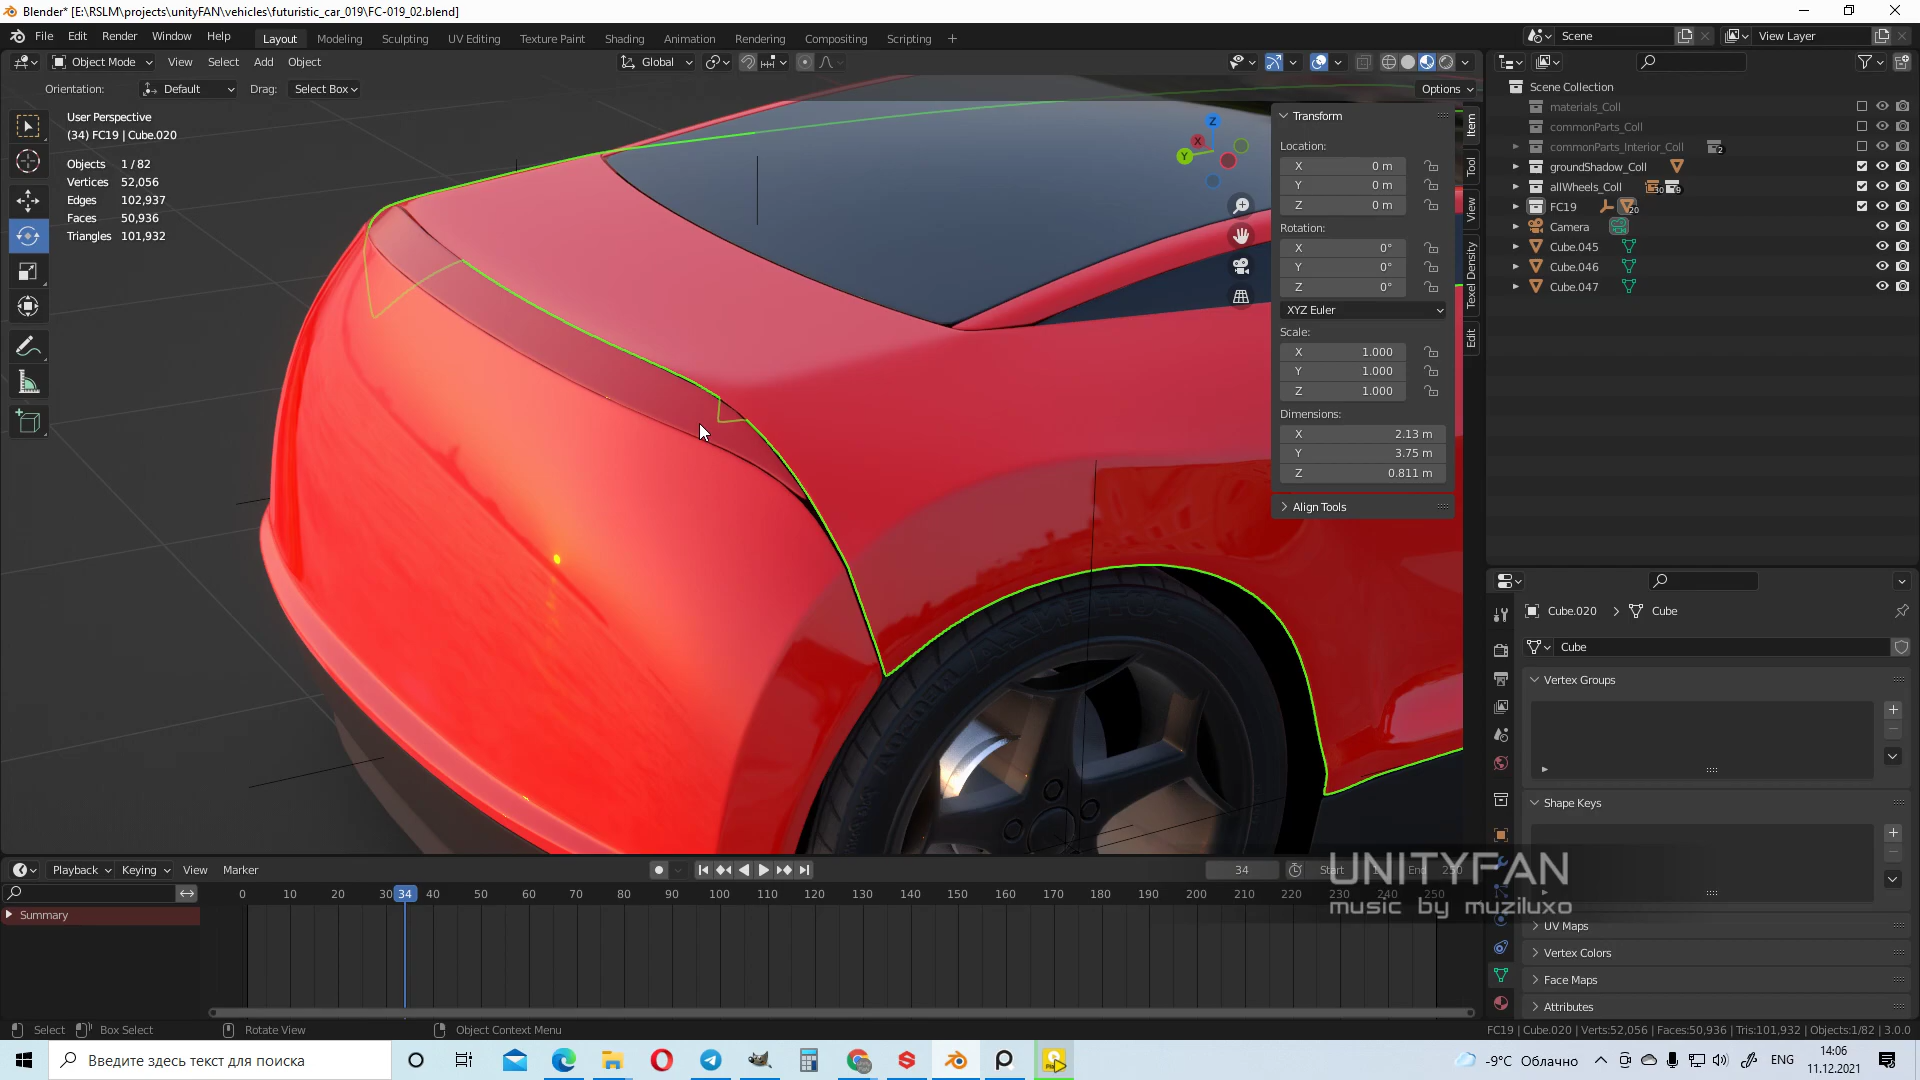 Blender* [E:\RSLM\projects\unityFAN\vehicles\futuristic_car_019\FC-019_02.blend]
File Edit Render Window Help Layout Modeling Sculpting UV Editing Texture Paint Shading Animation Rendering Compositing Scripting Scene View Layer
Object Mode View Select Add Object Global
Orientation: Default Drag: Select Box Options
User Perspective
(34) FC19 | Cube.020
Objects 1 / 82
Vertices 52,056
Edges 102,937
Faces 50,936
Triangles 101,932
Z
X
Y
Transform
Location:
X 0 m
Y 0 m
Z 0 m
Rotation:
X 0°
Y 0°
Z 0°
XYZ Euler
Scale:
X 1.000
Y 1.000
Z 1.000
Dimensions:
X 2.13 m
Y 3.75 m
Z 0.811 m
Align Tools
Item
Tool
View
Texel Density
Edit
Scene Collection
materials_Coll
commonParts_Coll
commonParts_Interior_Coll 2
groundShadow_Coll
allWheels_Coll 30 9
FC19 20
Camera
Cube.045
Cube.046
Cube.047
Cube.020 Cube
Cube
Vertex Groups
Shape Keys
UV Maps
Vertex Colors
Face Maps
Attributes
UNITYFAN
music by muziluxo
Playback Keying View Marker 34 Start 1 End 250
0 10 20 30 34 40 50 60 70 80 90 100 110 120 130 140 150 160 170 180 190 200 210 220 230 240 250
Summary
Select Box Select Rotate View Object Context Menu FC19 | Cube.020 | Verts:52,056 | Faces:50,936 | Tris:101,932 | Objects:1/82 | 3.0.0
Введите здесь текст для поиска
-9°C Облачно ENG 14:06
11.12.2021